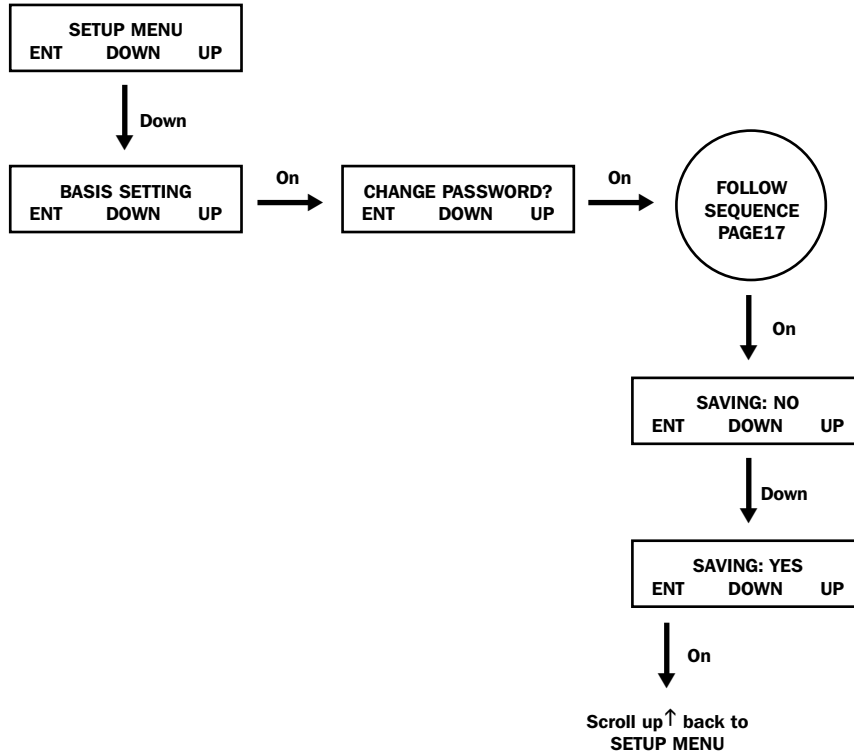 SETUP MENU
ENT DOWN UP
Down
BASIS SETTING
ENT DOWN UP
On
CHANGE PASSWORD?
ENT DOWN UP
On
FOLLOW
SEQUENCE
PAGE17
On
SAVING: NO
ENT DOWN UP
Down
SAVING: YES
ENT DOWN UP
On
Scroll up↑ back to
SETUP MENU